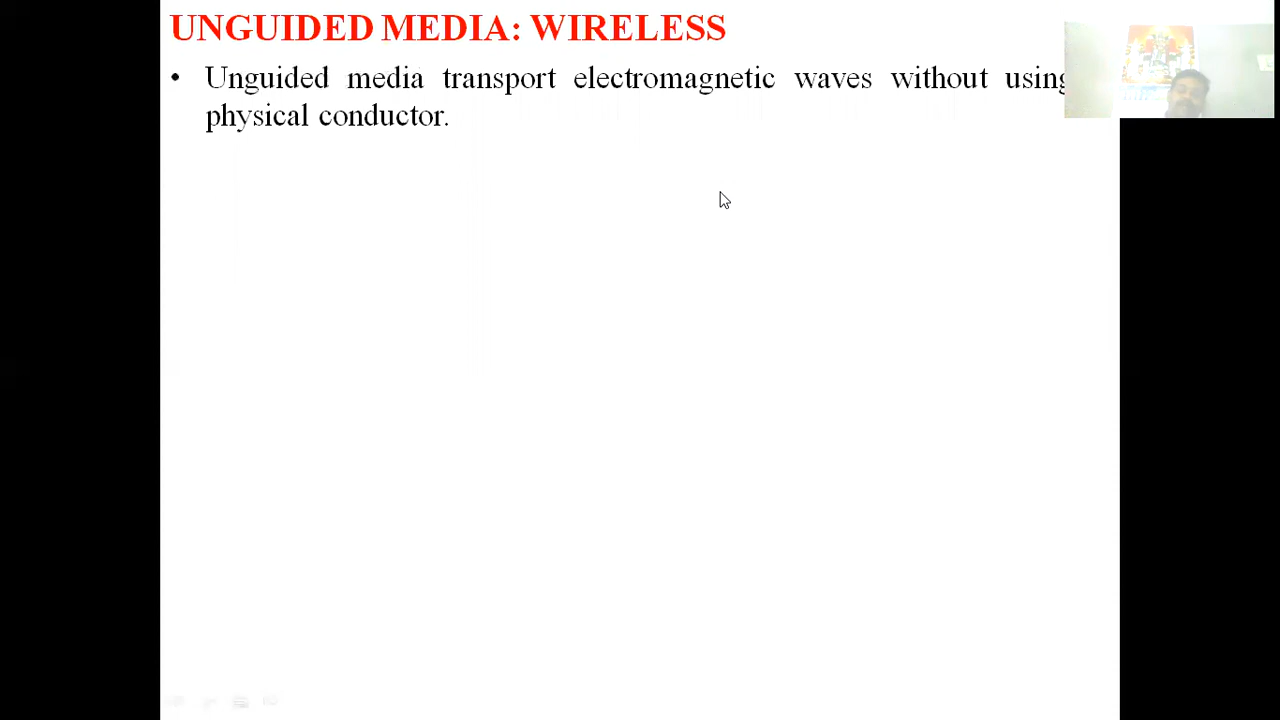 UNGUIDED MEDIA: WIRELESS
• Unguided media transport electromagnetic waves without using
physical conductor.